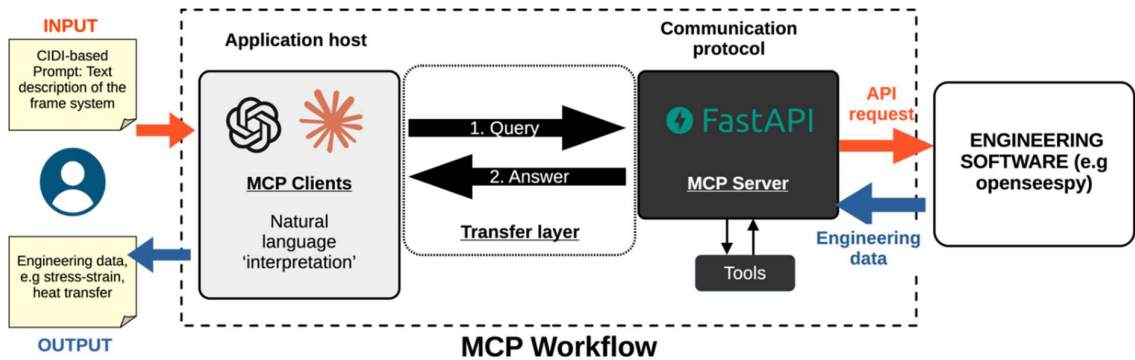 INPUT
CIDI-based
Prompt: Text
description of the
frame system
Application host
MCP Clients
Natural
language
‘interpretation’
1. Query
2. Answer
Transfer layer
Communication
protocol
FastAPI
MCP Server
Tools
API
request
Engineering
data
ENGINEERING
SOFTWARE (e.g
openseespy)
Engineering data,
e.g stress-strain,
heat transfer
OUTPUT
MCP Workflow